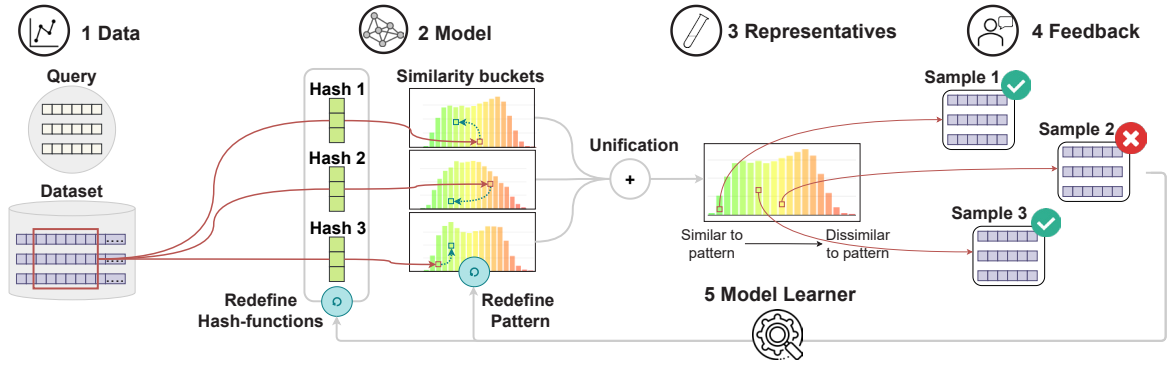 1 Data
2 Model
3 Representatives
4 Feedback
Query
Dataset
Hash 1
Hash 2
Hash 3
Similarity buckets
Redefine
Hash-functions
Redefine
Pattern
Unification
+
Similar to
pattern
Dissimilar
to pattern
Sample 1
Sample 2
Sample 3
5 Model Learner